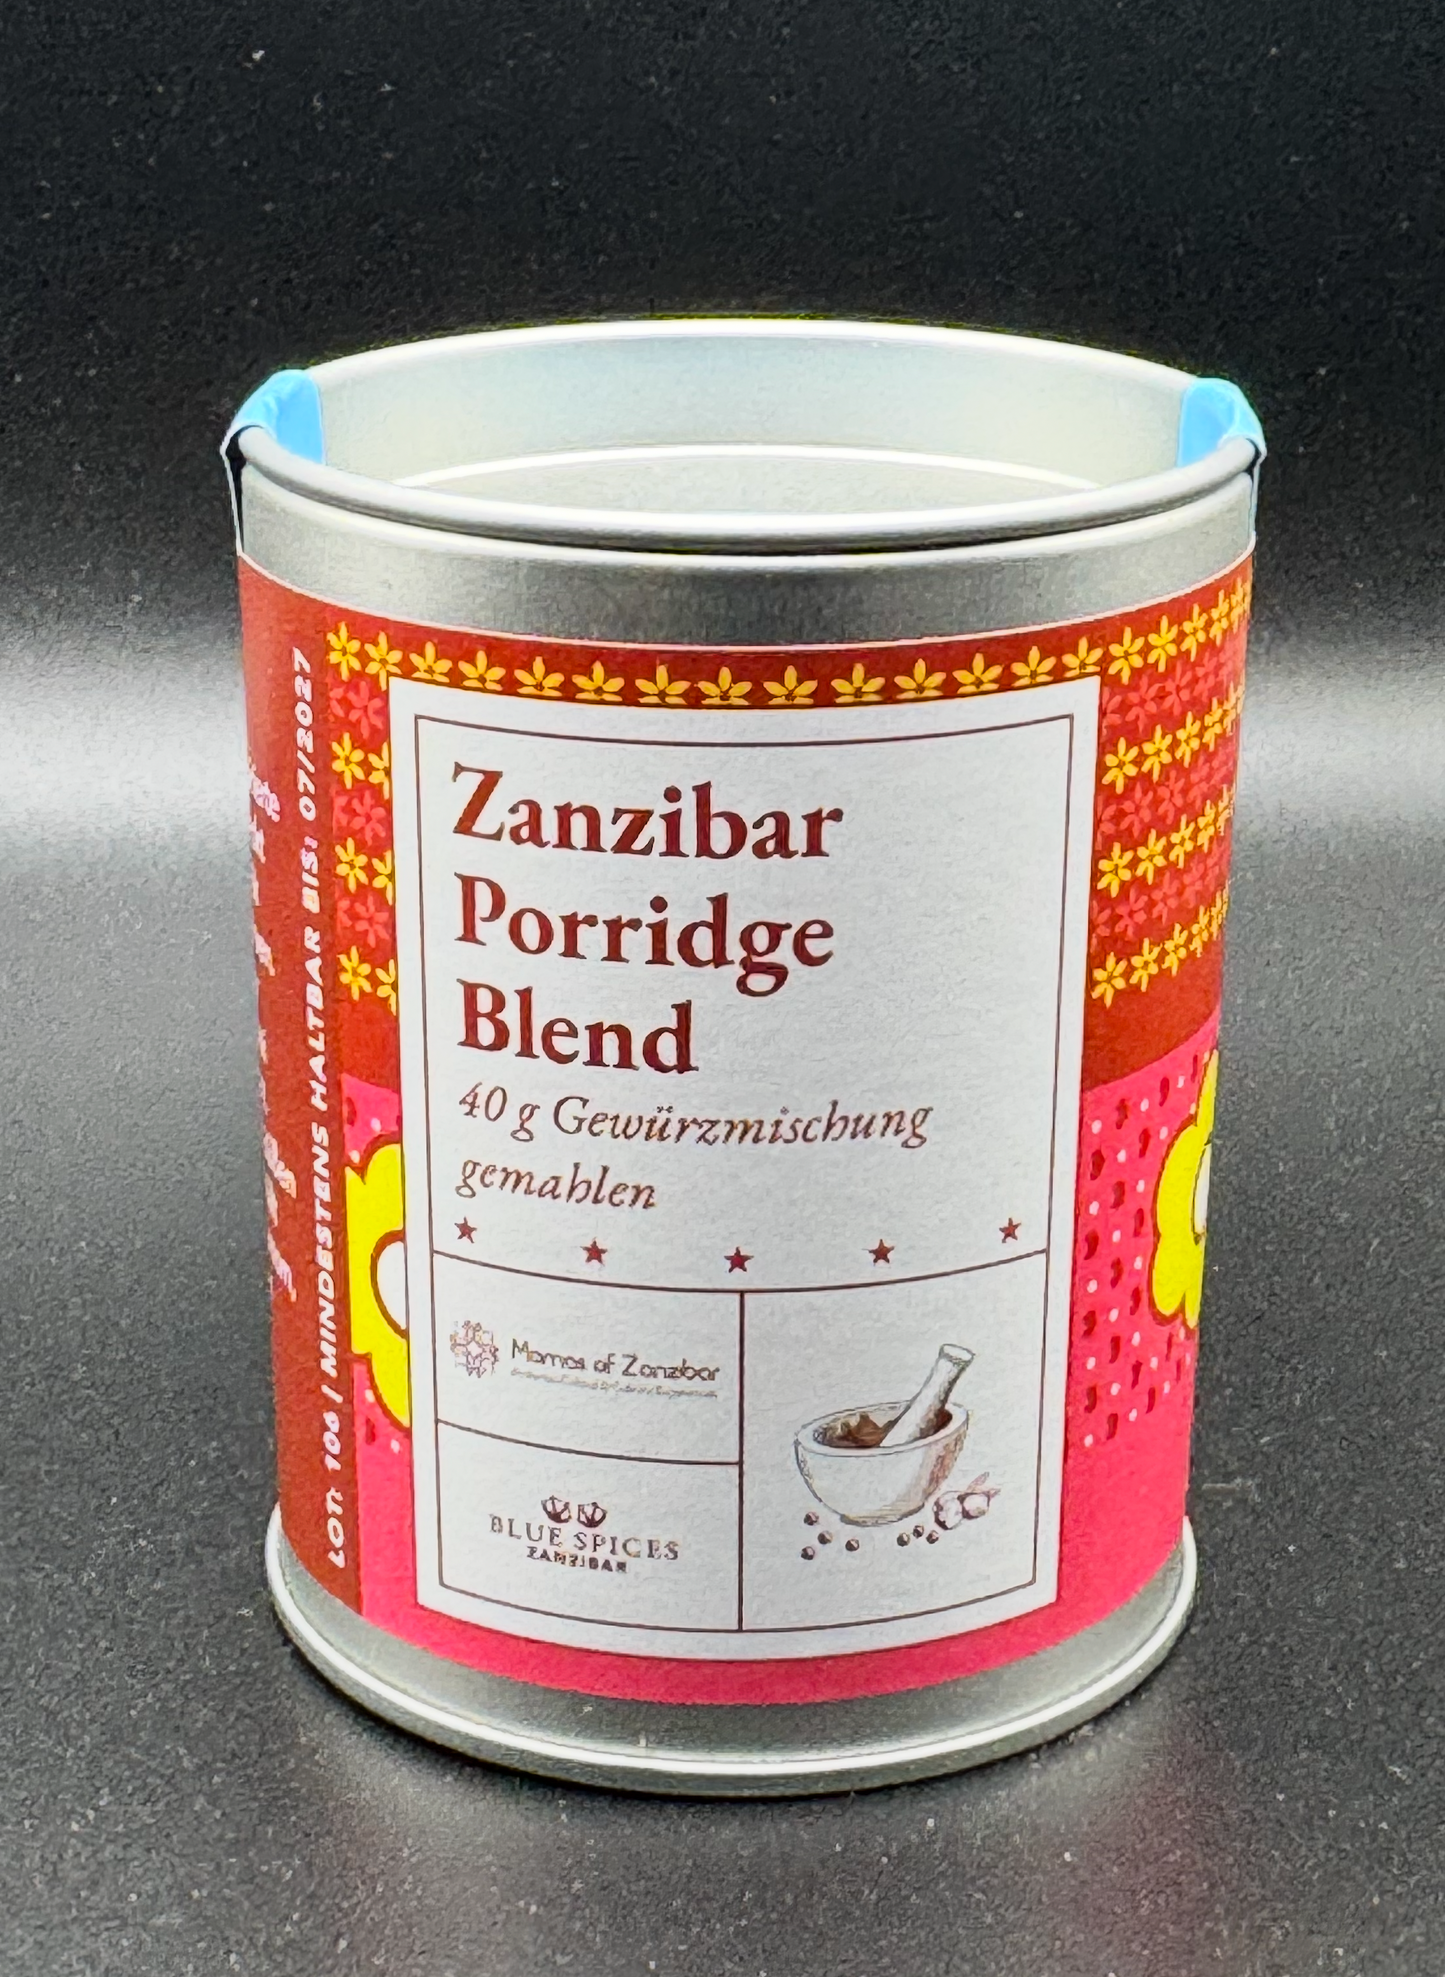 Zanzibar
Porridge
Blend
40 g Gewürzmischung
gemahlen
Mamas of Zanzibar
BLUE SPICES
ZANZIBAR
LOT: 106 / MINDESTENS HALTBAR BIS: 07/2027